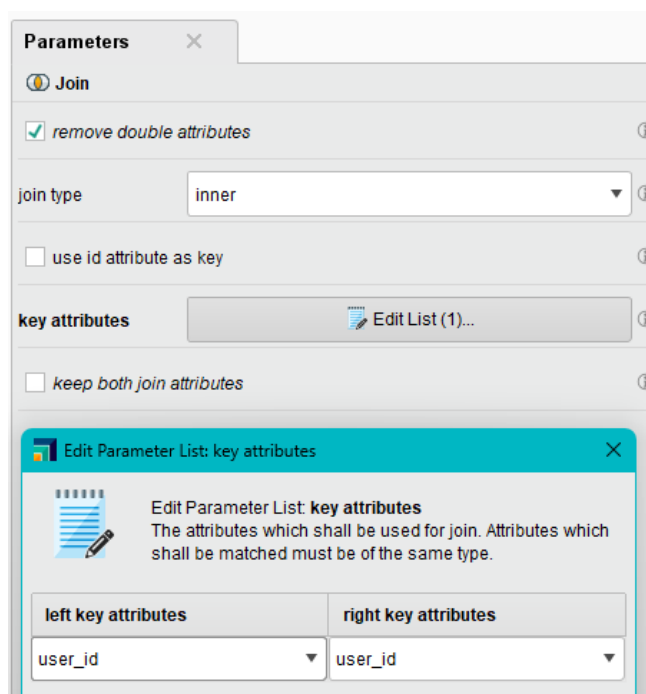 Parameters
Join
remove double attributes
join type
inner
use id attribute as key
key attributes
Edit List (1)...
keep both join attributes
Edit Parameter List: key attributes
Edit Parameter List: key attributes
The attributes which shall be used for join. Attributes which
shall be matched must be of the same type.
left key attributes
right key attributes
user_id
user_id